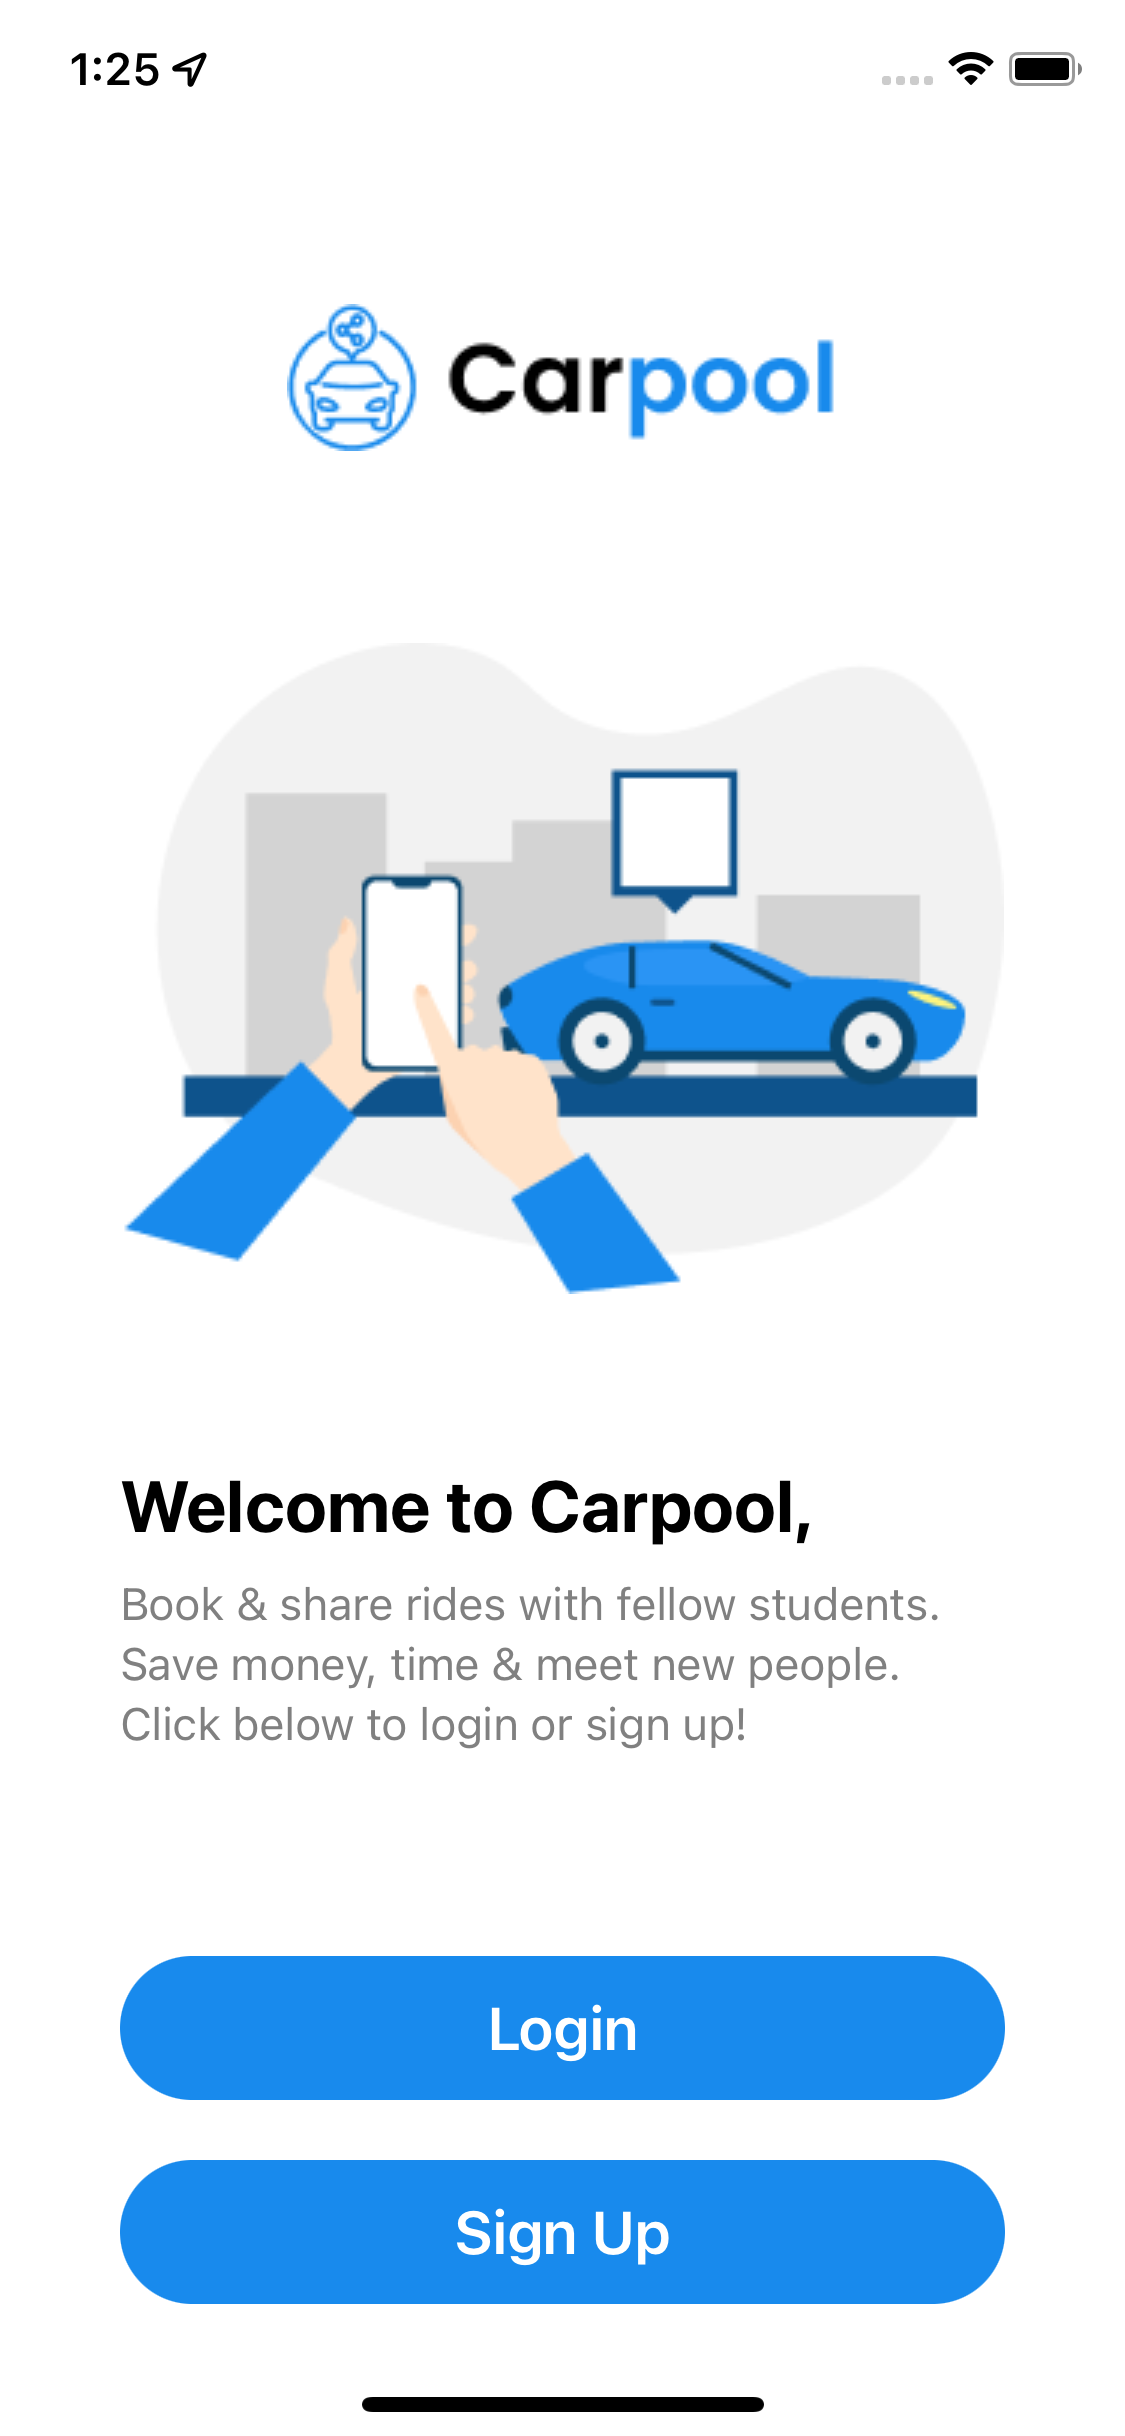 1:25
Carpool
Welcome to Carpool,
Book & share rides with fellow students.
Save money, time & meet new people.
Click below to login or sign up!
Login
Sign Up